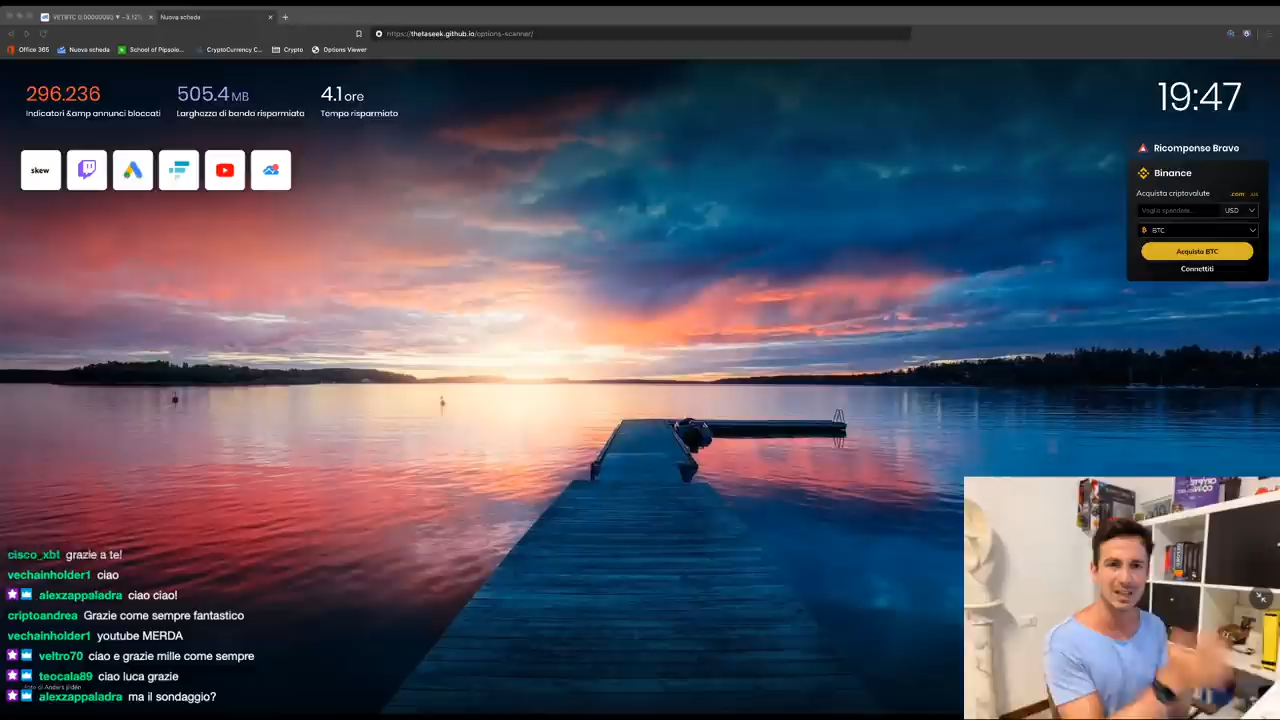 VETBTC 0.00000093 ▼ −3.12%
Nuova scheda
https://thetaseek.github.io/options-scanner/
Office 365
Nuova scheda
School of Pipsolo...
CryptoCurrency C...
Crypto
Options Viewer
296.236
505.4 MB
4.1 ore
Indicatori &amp annunci bloccati
Larghezza di banda risparmiata
Tempo risparmiato
19:47
skew
Ricompense Brave
Binance
Acquista criptovalute
.com
Voglio spendere...
USD
BTC
Acquista BTC
Connettiti
cisco_xbt grazie a te!
vechainholder1 ciao
alexzappaladra ciao ciao!
criptoandrea Grazie come sempre fantastico
vechainholder1 youtube MERDA
veltro70 ciao e grazie mille come sempre
teocala89 ciao luca grazie
alexzappaladra ma il sondaggio?